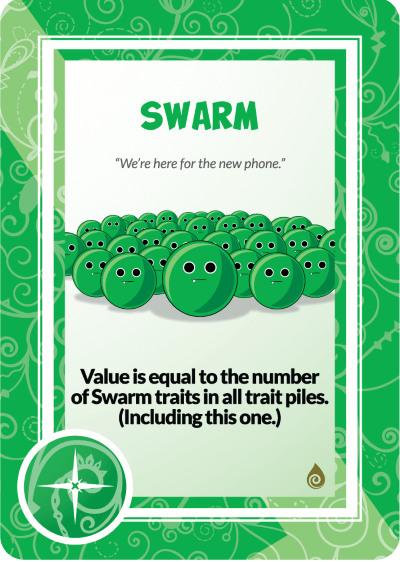 SWARM
“We’re here for the new phone.”
Value is equal to the number
of Swarm traits in all trait piles.
(Including this one.)